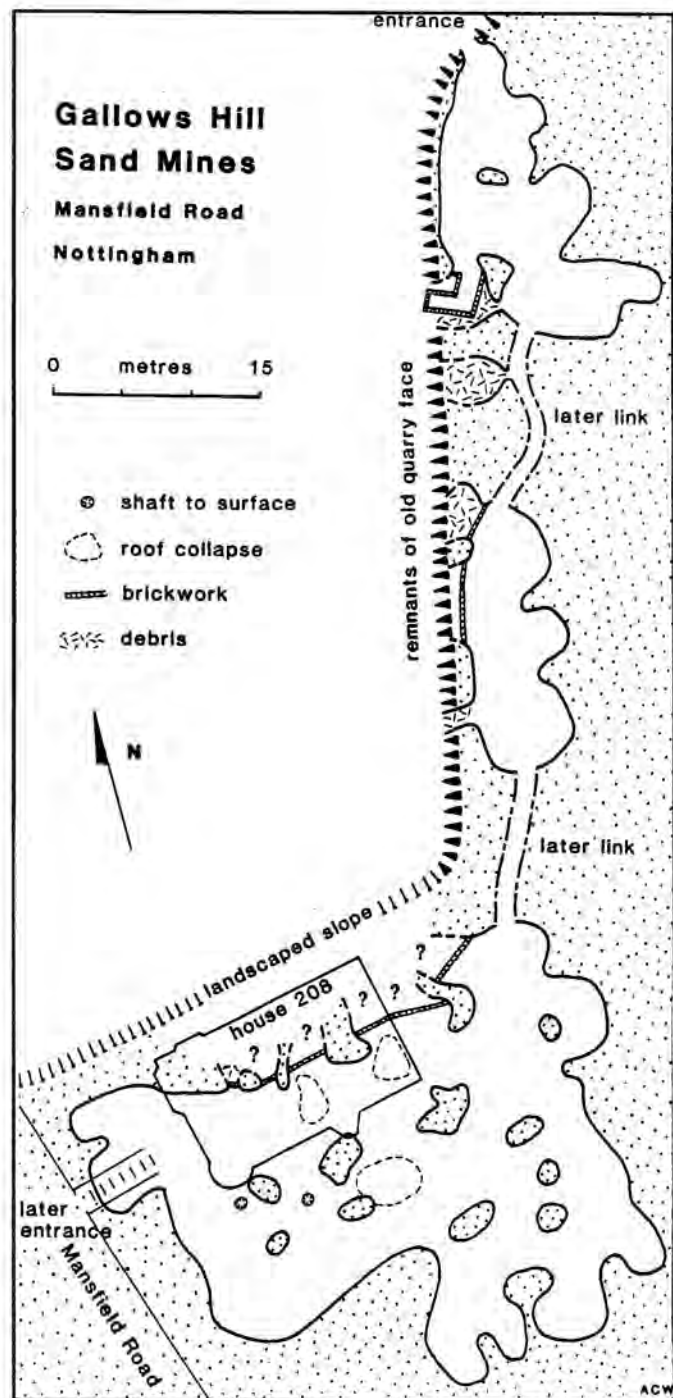 entrance
Gallows Hill
Sand Mines
Mansfield Road
Nottingham
0 metres 15
shaft to surface
roof collapse
brickwork
debris
N
remnants of old quarry face
later link
later link
landscaped slope
house 208
?
?
?
?
?
later
entrance
Mansfield Road
ACW